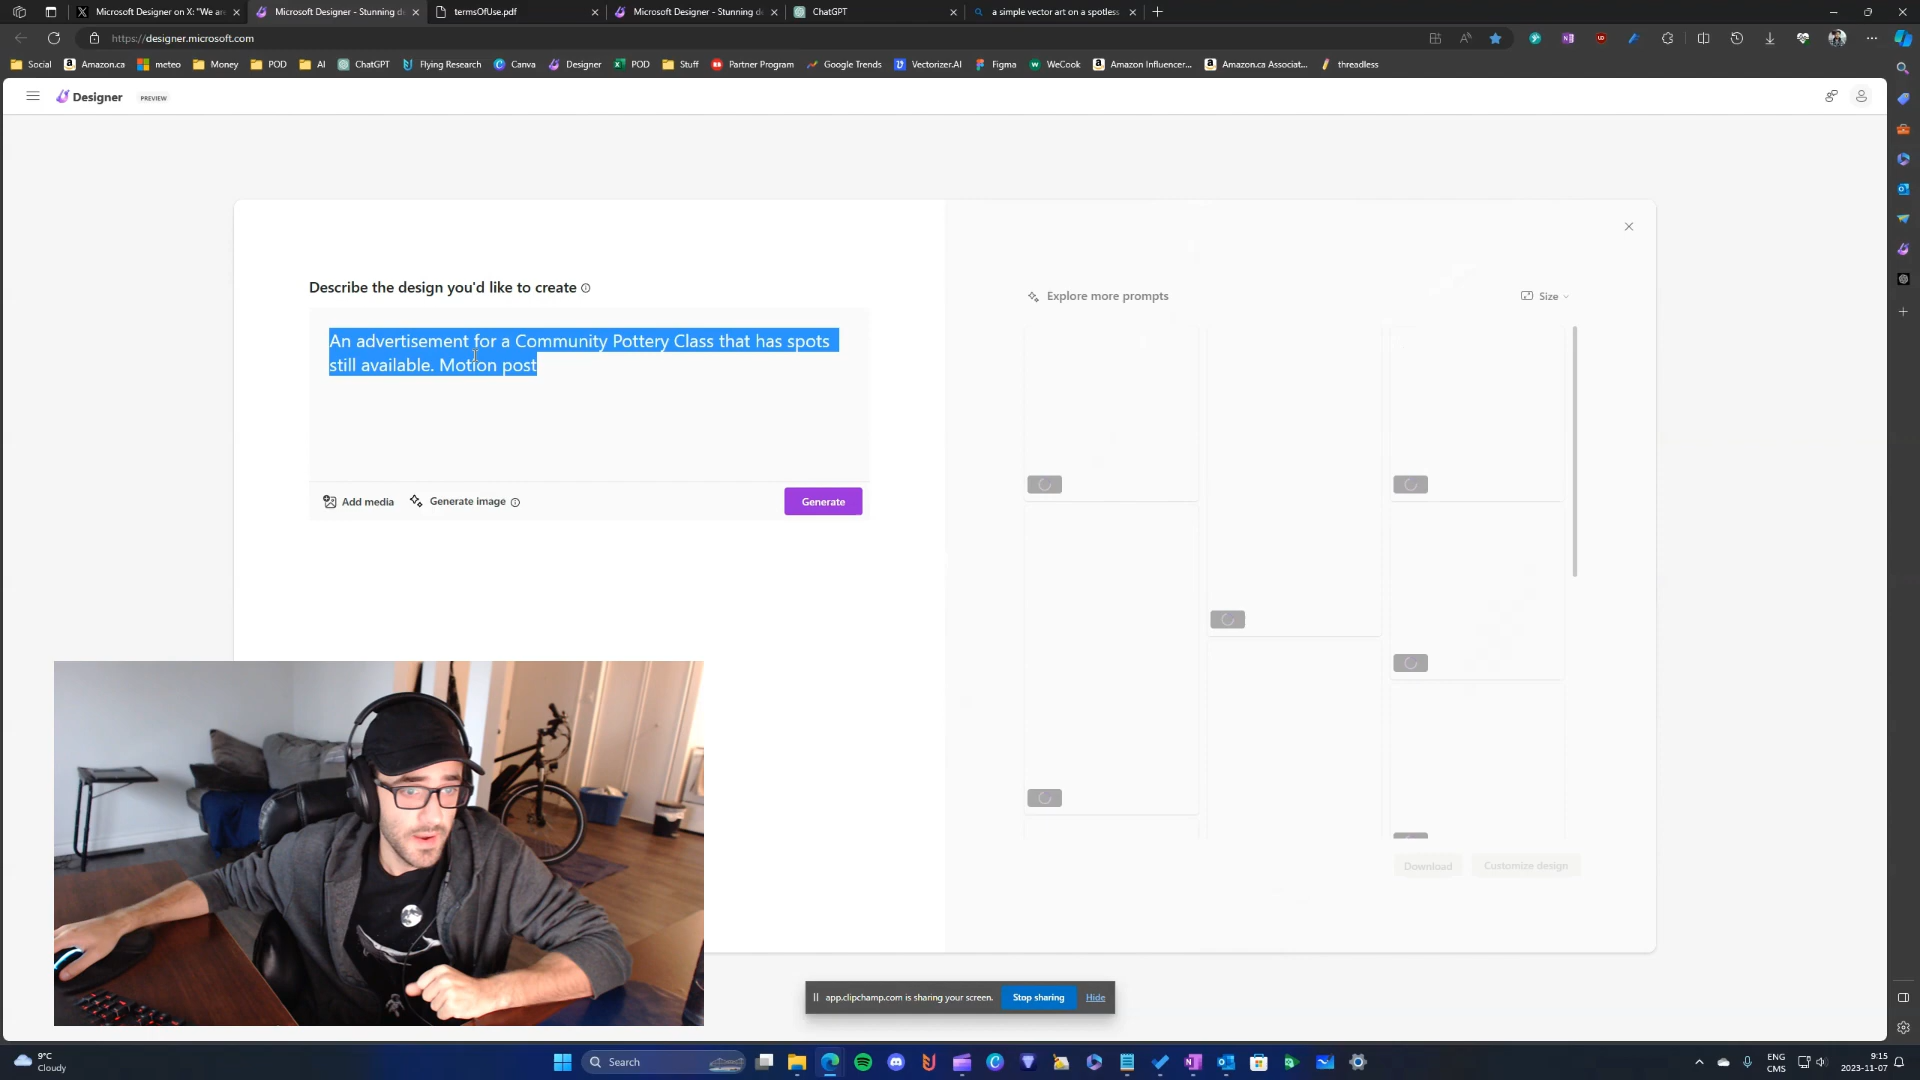 Microsoft Designer on X: "We ar
Microsoft Designer - Stunning d
termsOfUse.pdf
Microsoft Designer - Stunning d
ChatGPT
a simple vector art on a spotless
https://designer.microsoft.com
Social
Amazon.ca
meteo
Money
POD
AI
ChatGPT
Flying Research
Canva
Designer
POD
Stuff
Partner Program
Google Trends
Vectorizer.AI
Figma
WeCook
Amazon Influencer...
Amazon.ca Associat...
threadless
Designer
PREVIEW
Describe the design you'd like to create
Explore more prompts
Size
An advertisement for a Community Pottery Class that has spots
still available. Motion post
Add media
Generate image
Generate
Download
Customize design
app.clipchamp.com is sharing your screen.
Stop sharing
Hide
9°C
Cloudy
Search
ENG
CMS
9:15
2023-11-07